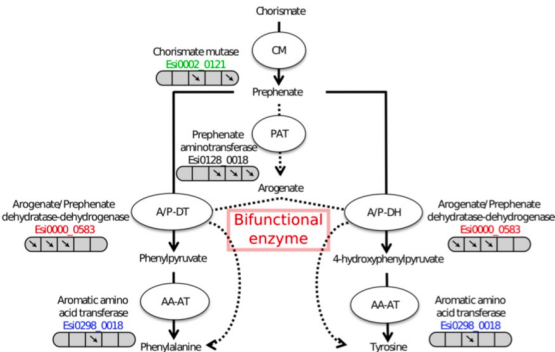 Chorismate
Chorismate mutase
Esi0002_0121
CM
Prephenate
Prephenate
aminotransferase
Esi0128_0018
PAT
Arogenate
Arogenate/Prephenate
dehydratase-dehydrogenase
Esi0000_0583
A/P-DT
Bifunctional
enzyme
A/P-DH
Arogenate/Prephenate
dehydratase-dehydrogenase
Esi0000_0583
Phenylpyruvate
4-hydroxyphenylpyruvate
Aromatic amino
acid transferase
Esi0298_0018
AA-AT
AA-AT
Aromatic amino
acid transferase
Esi0298_0018
Phenylalanine
Tyrosine